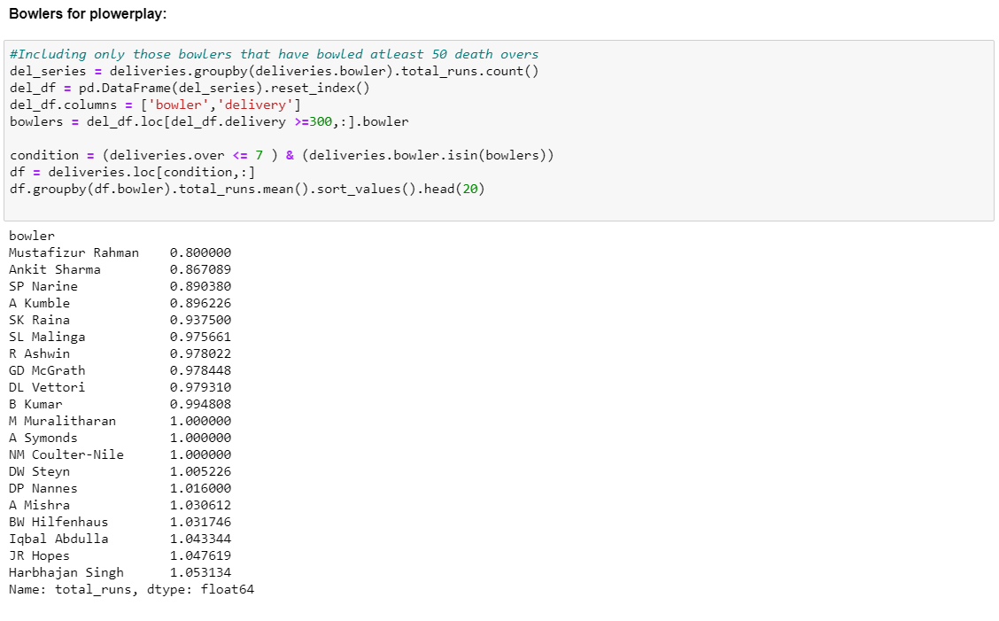 Bowlers for plowerplay:
#Including only those bowlers that have bowled atleast 50 death overs
del_series = deliveries.groupby(deliveries.bowler).total_runs.count()
del_df = pd.DataFrame(del_series).reset_index()
del_df.columns = ['bowler','delivery']
bowlers = del_df.loc[del_df.delivery >=300,:].bowler
condition = (deliveries.over <= 7 ) & (deliveries.bowler.isin(bowlers))
df = deliveries.loc[condition,:]
df.groupby(df.bowler).total_runs.mean().sort_values().head(20)
bowler
Mustafizur Rahman    0.800000
Ankit Sharma         0.867089
SP Narine            0.890380
A Kumble             0.896226
SK Raina             0.937500
SL Malinga           0.975661
R Ashwin             0.978022
GD McGrath           0.978448
DL Vettori           0.979310
B Kumar              0.994808
M Muralitharan       1.000000
A Symonds            1.000000
NM Coulter-Nile      1.000000
DW Steyn             1.005226
DP Nannes            1.016000
A Mishra             1.030612
BW Hilfenhaus        1.031746
Iqbal Abdulla        1.043344
JR Hopes             1.047619
Harbhajan Singh      1.053134
Name: total_runs, dtype: float64